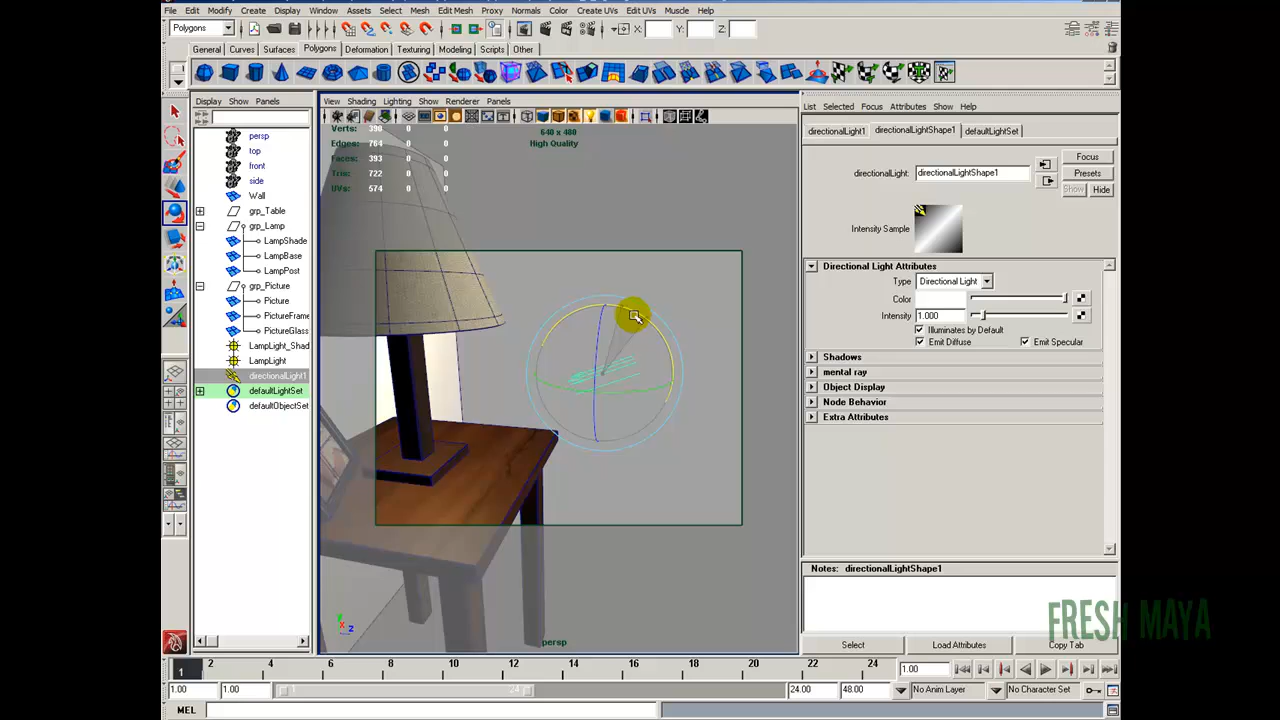 File Edit Modify Create Display Window Assets Select Mesh Edit Mesh Proxy Normals Color Create UVs Edit UVs Muscle Help
Polygons X: Y: Z:
General Curves Surfaces Polygons Deformation Texturing Modeling Scripts Other
Display Show Panels
View Shading Lighting Show Renderer Panels
List Selected Focus Attributes Show Help
persp
top
front
side
Wall
grp_Table
grp_Lamp
LampShade
LampBase
LampPost
grp_Picture
Picture
PictureFrame
PictureGlass
LampLight_Shad
LampLight
directionalLight1
defaultLightSet
defaultObjectSet
Verts: 390 0 0
Edges: 764 0 0
Faces: 393 0 0
Tris: 722 0 0
UVs: 574 0 0
640 x 480
High Quality
persp
directionalLight1 directionalLightShape1 defaultLightSet
directionalLight: directionalLightShape1
Focus
Presets
Show Hide
Intensity Sample
Directional Light Attributes
Type Directional Light
Color
Intensity 1.000
Illuminates by Default
Emit Diffuse Emit Specular
Shadows
mental ray
Object Display
Node Behavior
Extra Attributes
Notes: directionalLightShape1
FRESH MAYA
Select Load Attributes Copy Tab
1 2 4 6 8 10 12 14 16 18 20 22 24 1.00
1.00 1.00 1 24 24.00 48.00 No Anim Layer No Character Set
MEL